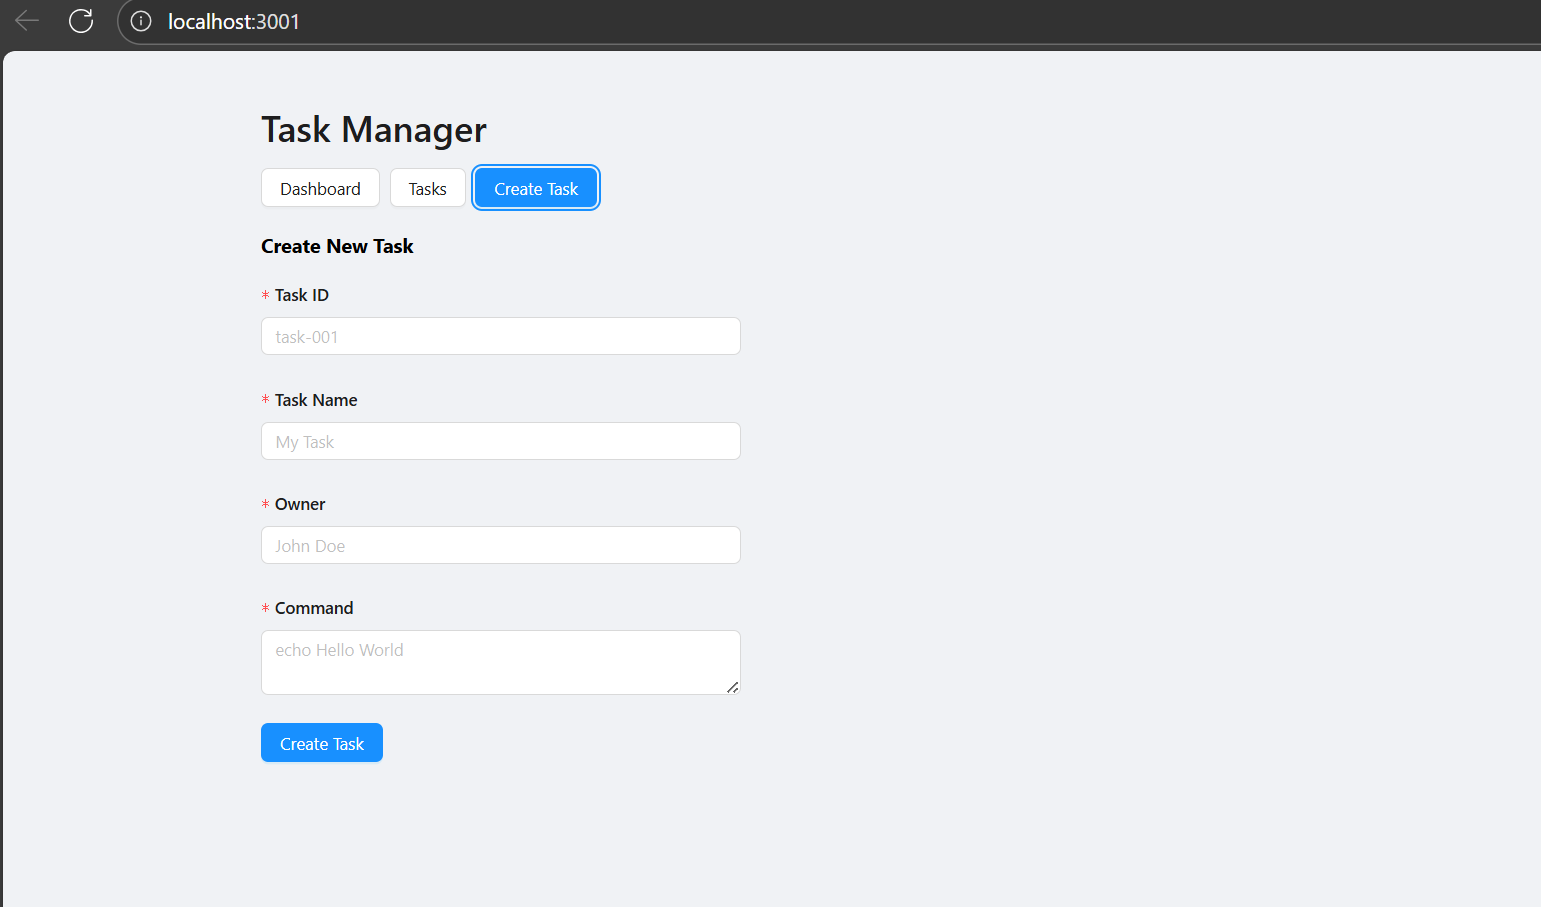 localhost:3001
Task Manager
Dashboard Tasks Create Task
Create New Task
* Task ID
task-001
* Task Name
My Task
* Owner
John Doe
* Command
echo Hello World
Create Task